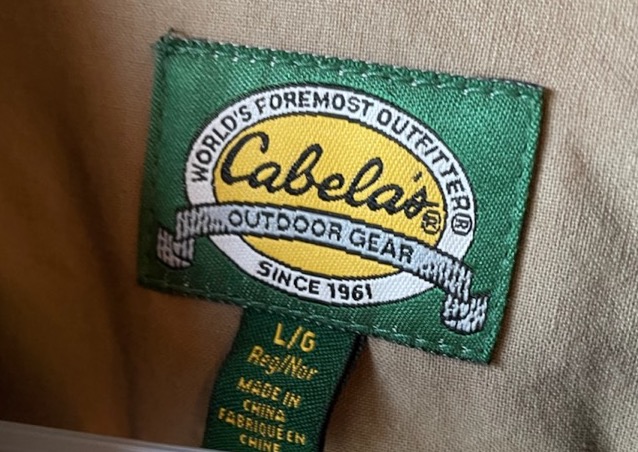 WORLD'S FOREMOST OUTFITTER®
Cabela's®
OUTDOOR GEAR
SINCE 1961
L/G
Reg/Nor
MADE IN
CHINA
FABRIQUÉ EN
CHINE